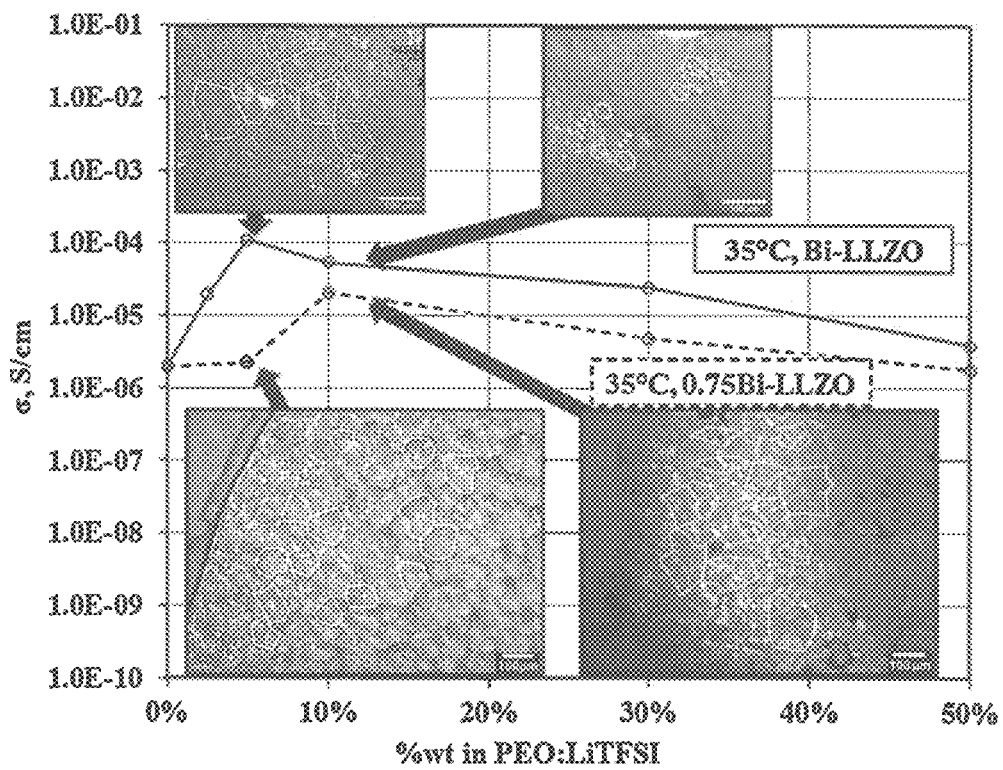 1.0E-01
1.0E-02
1.0E-03
1.0E-04
1.0E-05
1.0E-06
1.0E-07
1.0E-08
1.0E-09
1.0E-10
σ, S/cm
35°C, Bi-LLZO
35°C, 0.75Bi-LLZO
0%
10%
20%
30%
40%
50%
%wt in PEO:LiTFSI